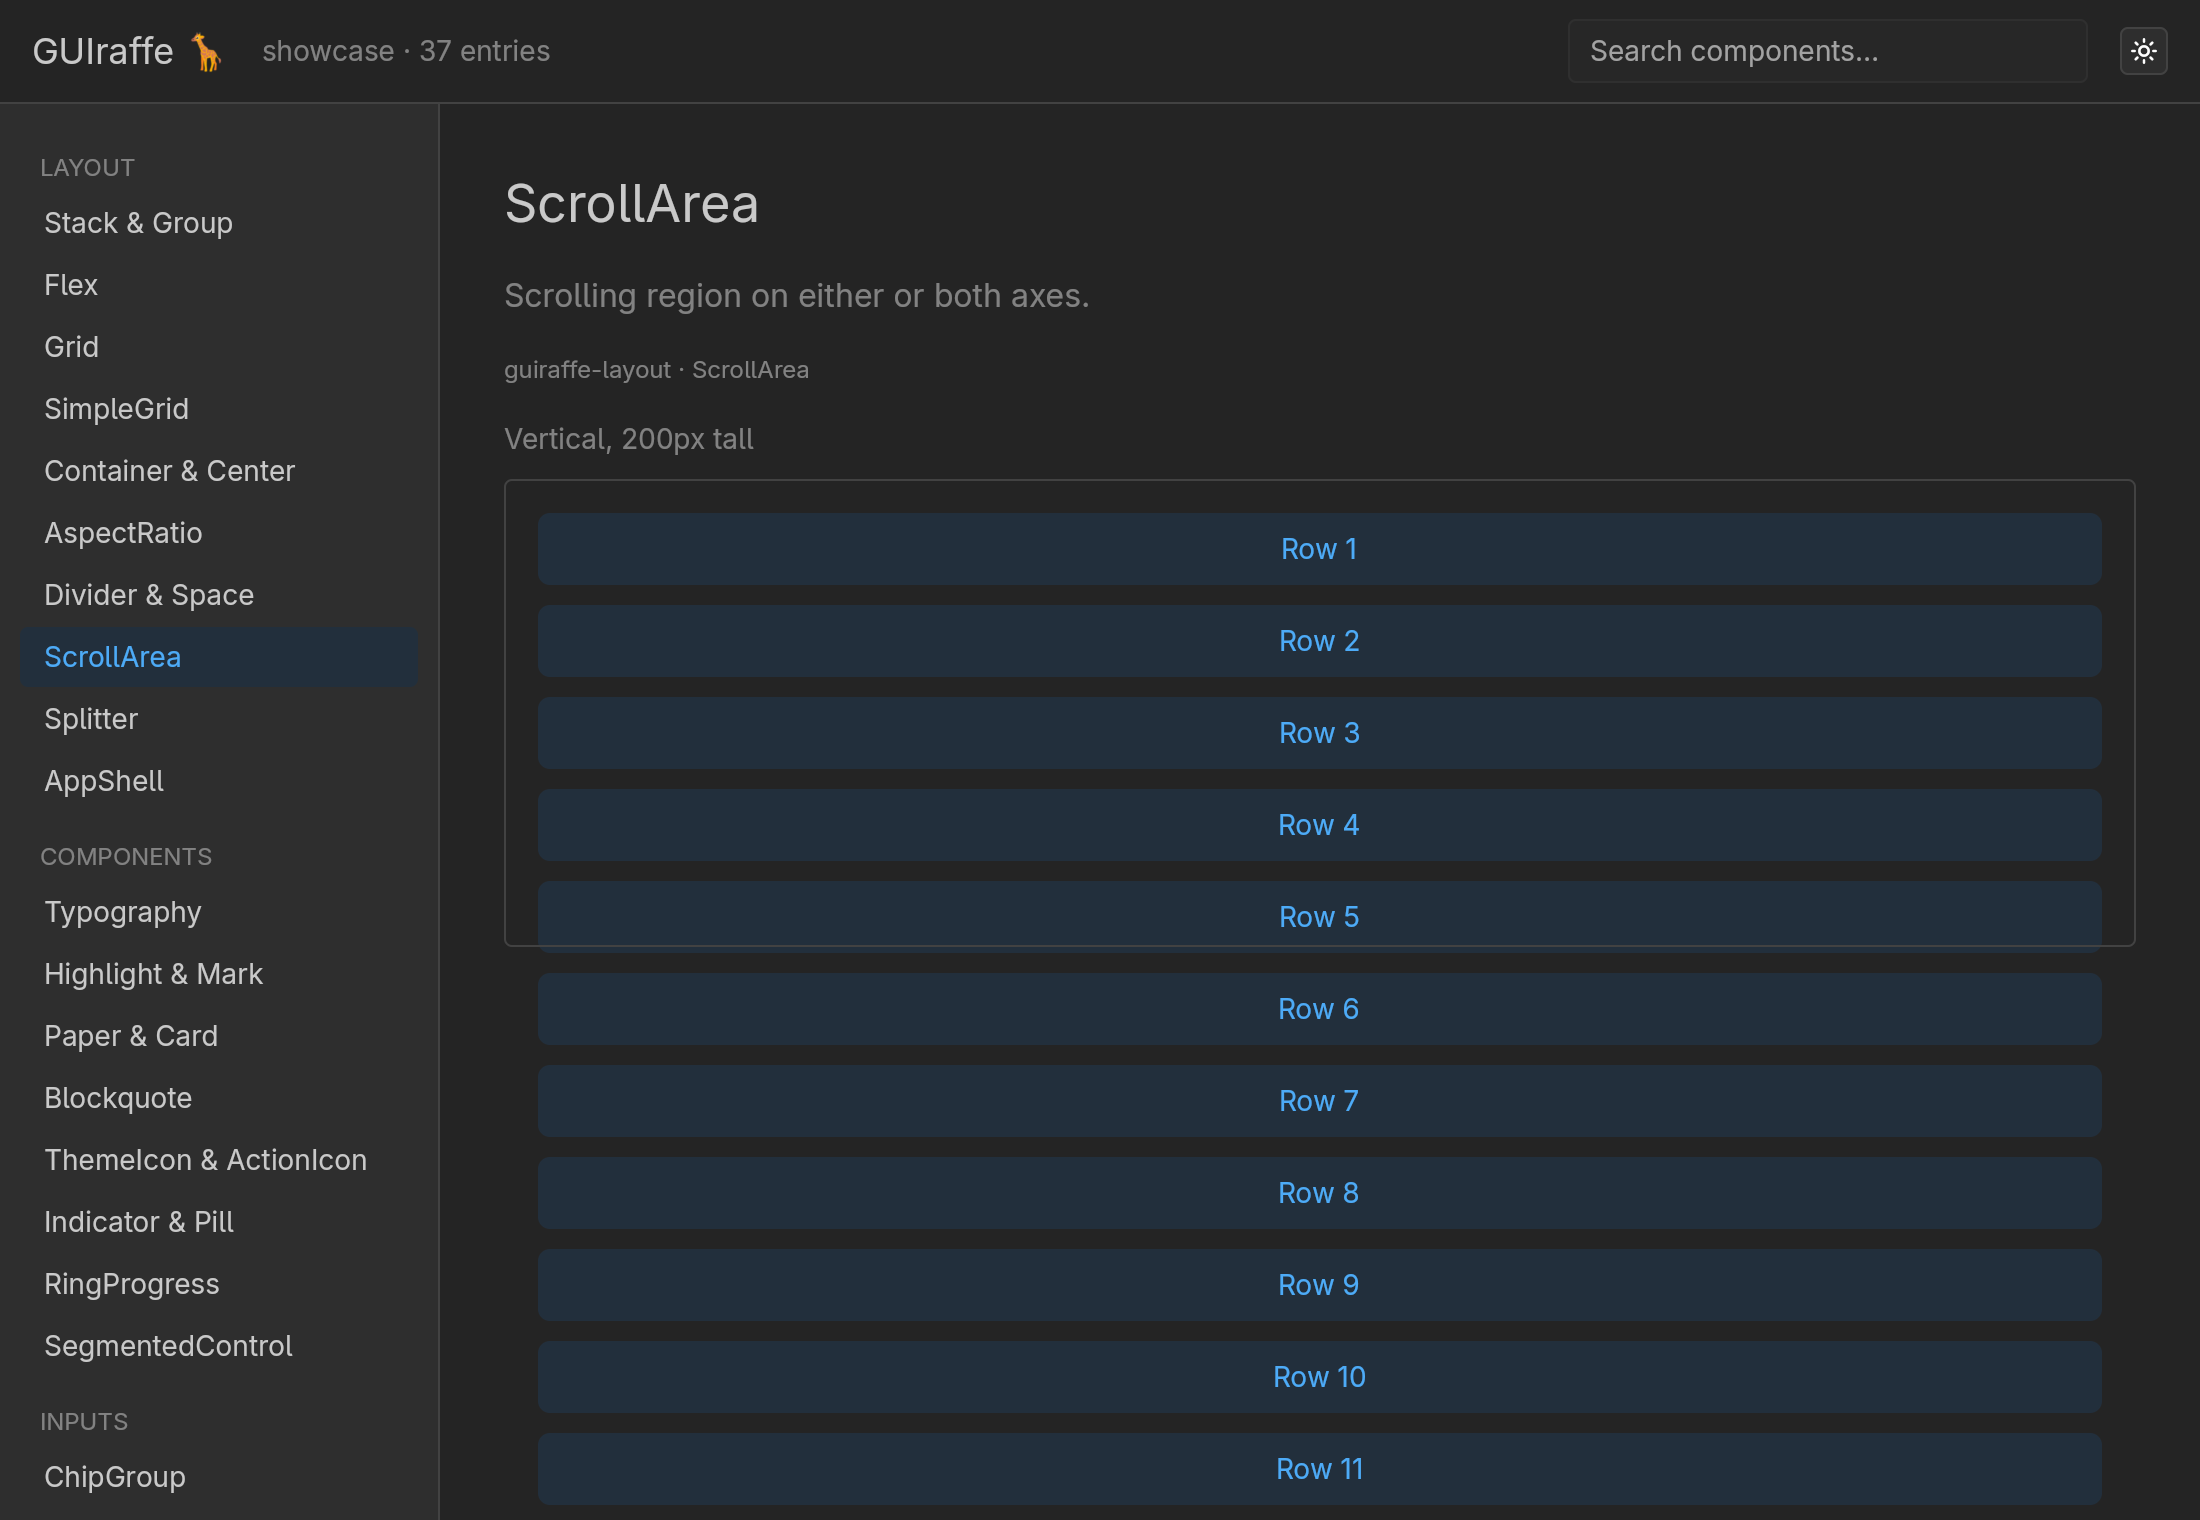 GUIraffe 🦒 showcase · 37 entries Search components...
LAYOUT
Stack & Group
Flex
Grid
SimpleGrid
Container & Center
AspectRatio
Divider & Space
ScrollArea
Splitter
AppShell
COMPONENTS
Typography
Highlight & Mark
Paper & Card
Blockquote
ThemeIcon & ActionIcon
Indicator & Pill
RingProgress
SegmentedControl
INPUTS
ChipGroup
ScrollArea
Scrolling region on either or both axes.
guiraffe-layout · ScrollArea
Vertical, 200px tall
Row 1
Row 2
Row 3
Row 4
Row 5
Row 6
Row 7
Row 8
Row 9
Row 10
Row 11